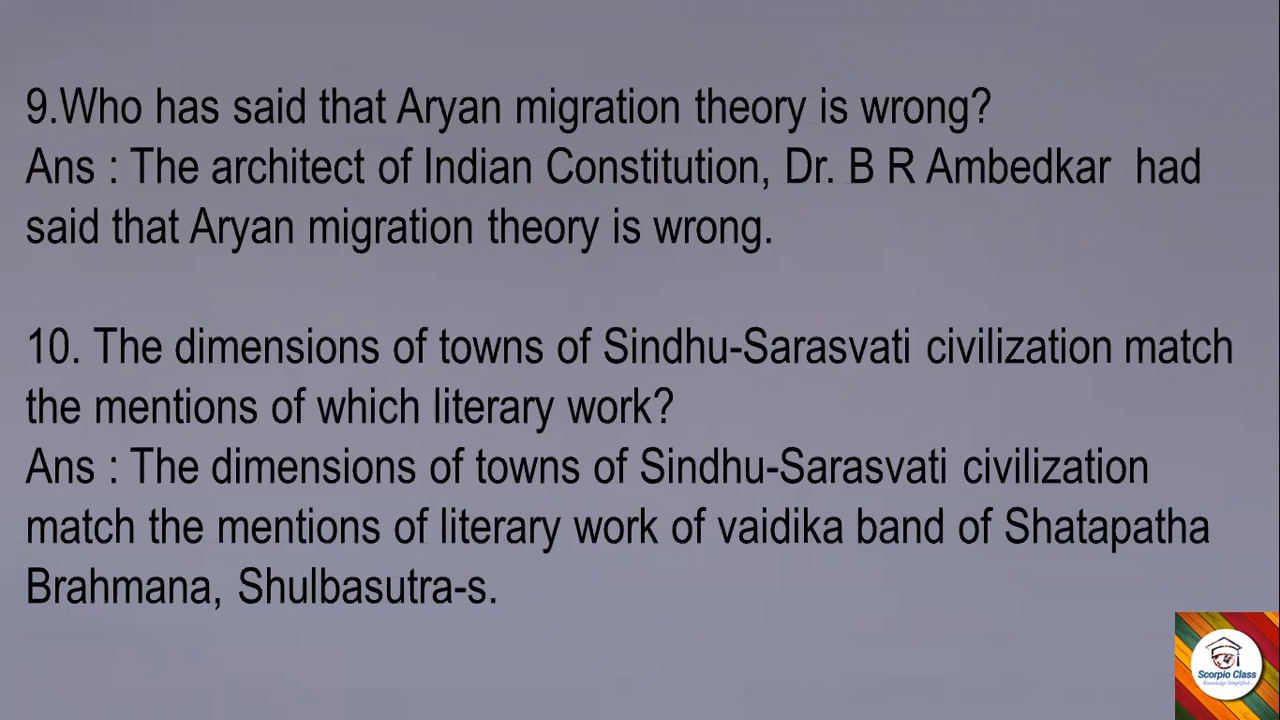 9.Who has said that Aryan migration theory is wrong?
Ans : The architect of Indian Constitution, Dr. B R Ambedkar had
said that Aryan migration theory is wrong.
10. The dimensions of towns of Sindhu-Sarasvati civilization match
the mentions of which literary work?
Ans : The dimensions of towns of Sindhu-Sarasvati civilization
match the mentions of literary work of vaidika band of Shatapatha
Brahmana, Shulbasutra-s.
Scorpio Class
Knowledge Simplified..